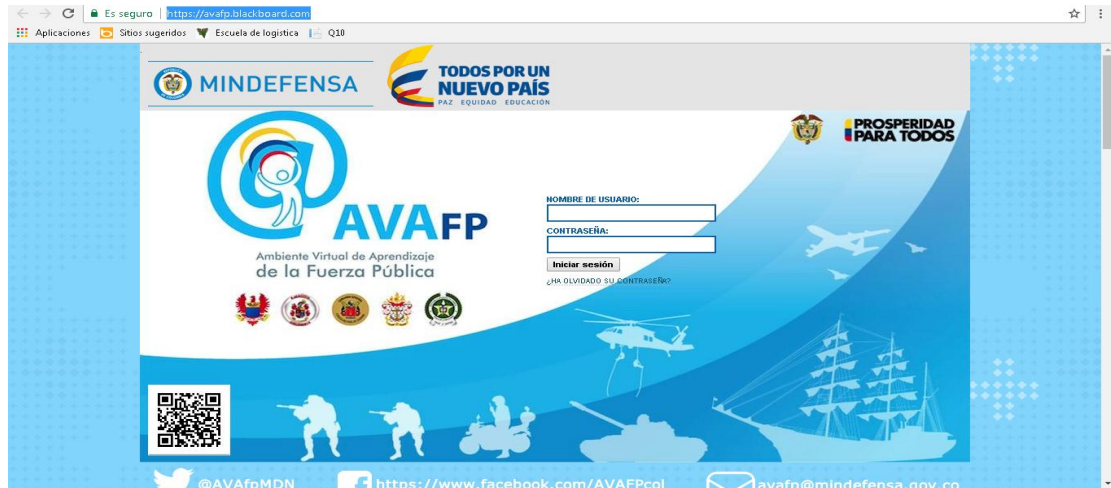 Es seguro | https://avafp.blackboard.com
Aplicaciones Sitios sugeridos Escuela de logistica Q10
MINDEFENSA
TODOS POR UN
NUEVO PAÍS
PAZ EQUIDAD EDUCACIÓN
PROSPERIDAD
PARA TODOS
AVAFP
Ambiente Virtual de Aprendizaje
de la Fuerza Pública
NOMBRE DE USUARIO:
CONTRASEÑA:
Iniciar sesión
¿HA OLVIDADO SU CONTRASEÑA?
@AVAfpMDN https://www.facebook.com/AVAFPcol avafp@mindefensa.gov.co